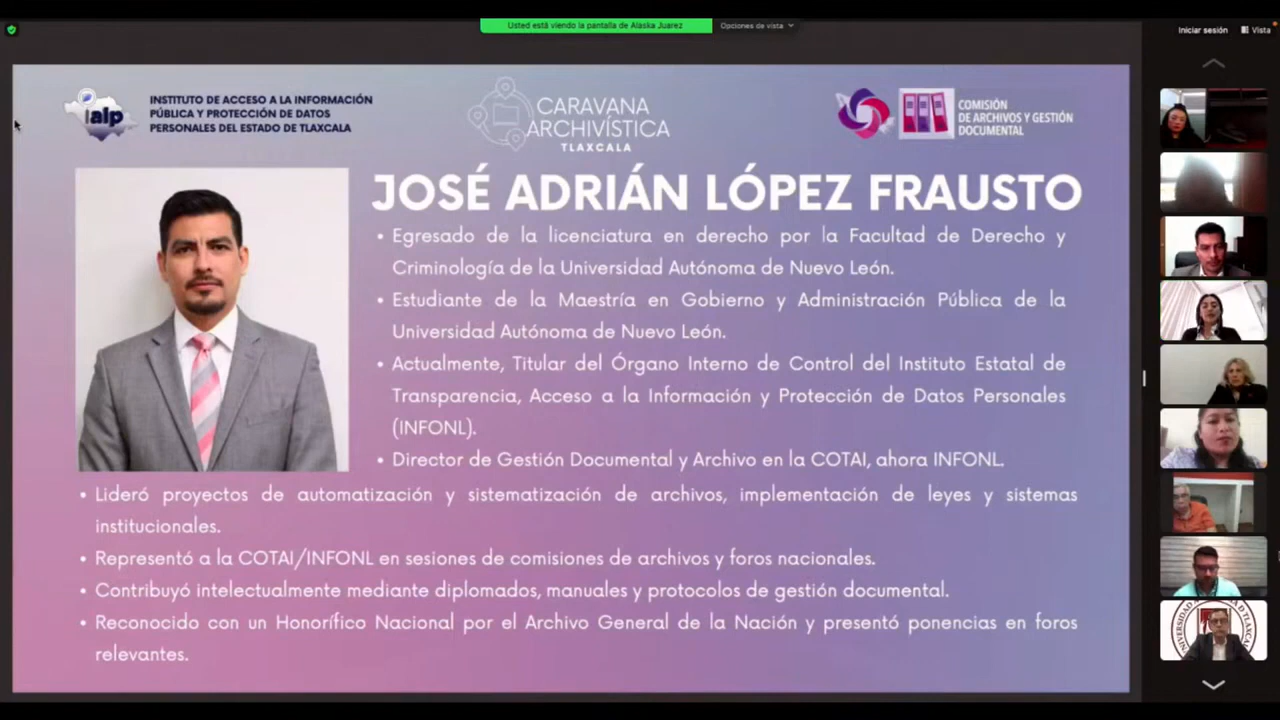 Usted está viendo la pantalla de Alaska Juarez
Opciones de vista
Iniciar sesión
Vista
ialp
INSTITUTO DE ACCESO A LA INFORMACIÓN
PÚBLICA Y PROTECCIÓN DE DATOS
PERSONALES DEL ESTADO DE TLAXCALA
CARAVANA
ARCHIVÍSTICA
TLAXCALA
COMISIÓN
DE ARCHIVOS Y GESTIÓN
DOCUMENTAL
JOSÉ ADRIÁN LÓPEZ FRAUSTO
• Egresado de la licenciatura en derecho por la Facultad de Derecho y
Criminología de la Universidad Autónoma de Nuevo León.
• Estudiante de la Maestría en Gobierno y Administración Pública de la
Universidad Autónoma de Nuevo León.
• Actualmente, Titular del Órgano Interno de Control del Instituto Estatal de
Transparencia, Acceso a la Información y Protección de Datos Personales
(INFONL).
• Director de Gestión Documental y Archivo en la COTAI, ahora INFONL.
• Lideró proyectos de automatización y sistematización de archivos, implementación de leyes y sistemas
institucionales.
• Representó a la COTAI/INFONL en sesiones de comisiones de archivos y foros nacionales.
• Contribuyó intelectualmente mediante diplomados, manuales y protocolos de gestión documental.
• Reconocido con un Honorífico Nacional por el Archivo General de la Nación y presentó ponencias en foros
relevantes.